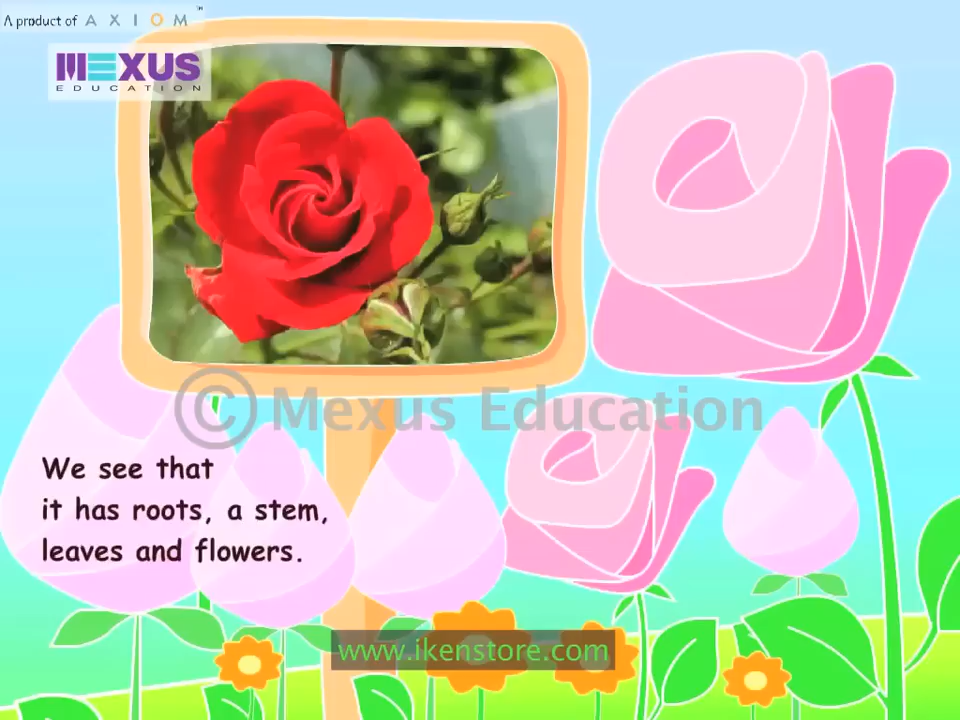 A product of AXIOM™
MEXUS
EDUCATION
© Mexus Education
We see that
it has roots, a stem,
leaves and flowers.
www.ikenstore.com